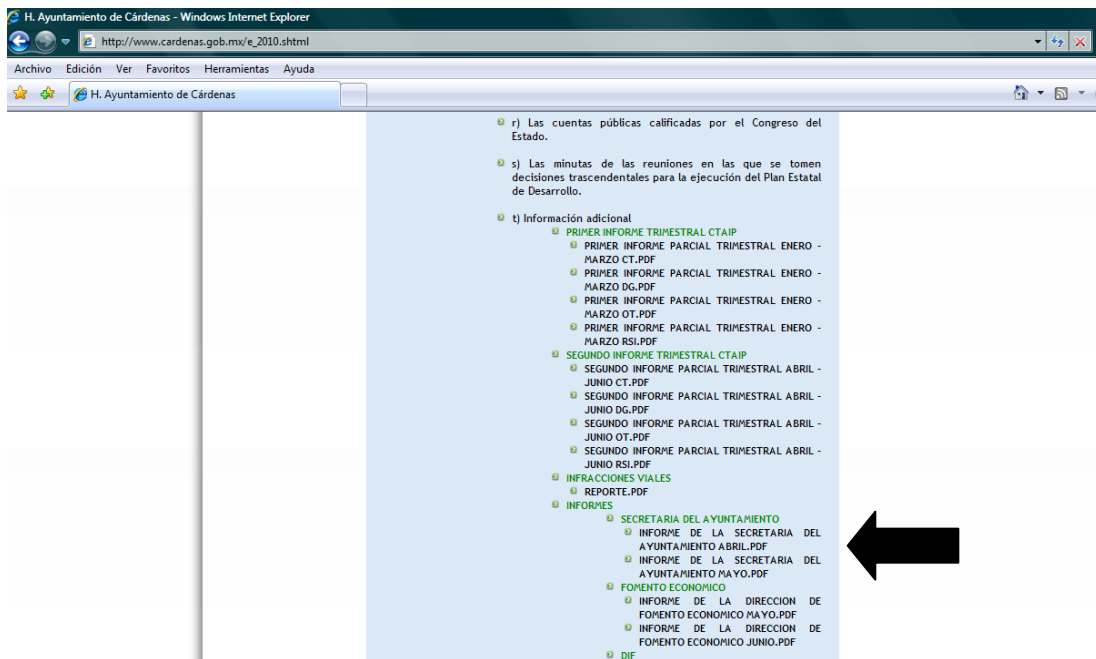 H. Ayuntamiento de Cárdenas - Windows Internet Explorer
http://www.cardenas.gob.mx/e_2010.shtml
Archivo Edición Ver Favoritos Herramientas Ayuda
H. Ayuntamiento de Cárdenas
r) Las cuentas públicas calificadas por el Congreso del
Estado.
s) Las minutas de las reuniones en las que se tomen
decisiones trascendentales para la ejecución del Plan Estatal
de Desarrollo.
t) Información adicional
PRIMER INFORME TRIMESTRAL CTAIP
PRIMER INFORME PARCIAL TRIMESTRAL ENERO -
MARZO CT.PDF
PRIMER INFORME PARCIAL TRIMESTRAL ENERO -
MARZO DG.PDF
PRIMER INFORME PARCIAL TRIMESTRAL ENERO -
MARZO OT.PDF
PRIMER INFORME PARCIAL TRIMESTRAL ENERO -
MARZO RSI.PDF
SEGUNDO INFORME TRIMESTRAL CTAIP
SEGUNDO INFORME PARCIAL TRIMESTRAL ABRIL -
JUNIO CT.PDF
SEGUNDO INFORME PARCIAL TRIMESTRAL ABRIL -
JUNIO DG.PDF
SEGUNDO INFORME PARCIAL TRIMESTRAL ABRIL -
JUNIO OT.PDF
SEGUNDO INFORME PARCIAL TRIMESTRAL ABRIL -
JUNIO RSI.PDF
INFRACCIONES VIALES
REPORTE.PDF
INFORMES
SECRETARIA DEL AYUNTAMIENTO
INFORME DE LA SECRETARIA DEL
AYUNTAMIENTO ABRIL.PDF
INFORME DE LA SECRETARIA DEL
AYUNTAMIENTO MAYO.PDF
FOMENTO ECONOMICO
INFORME DE LA DIRECCION DE
FOMENTO ECONOMICO MAYO.PDF
INFORME DE LA DIRECCION DE
FOMENTO ECONOMICO JUNIO.PDF
DIF